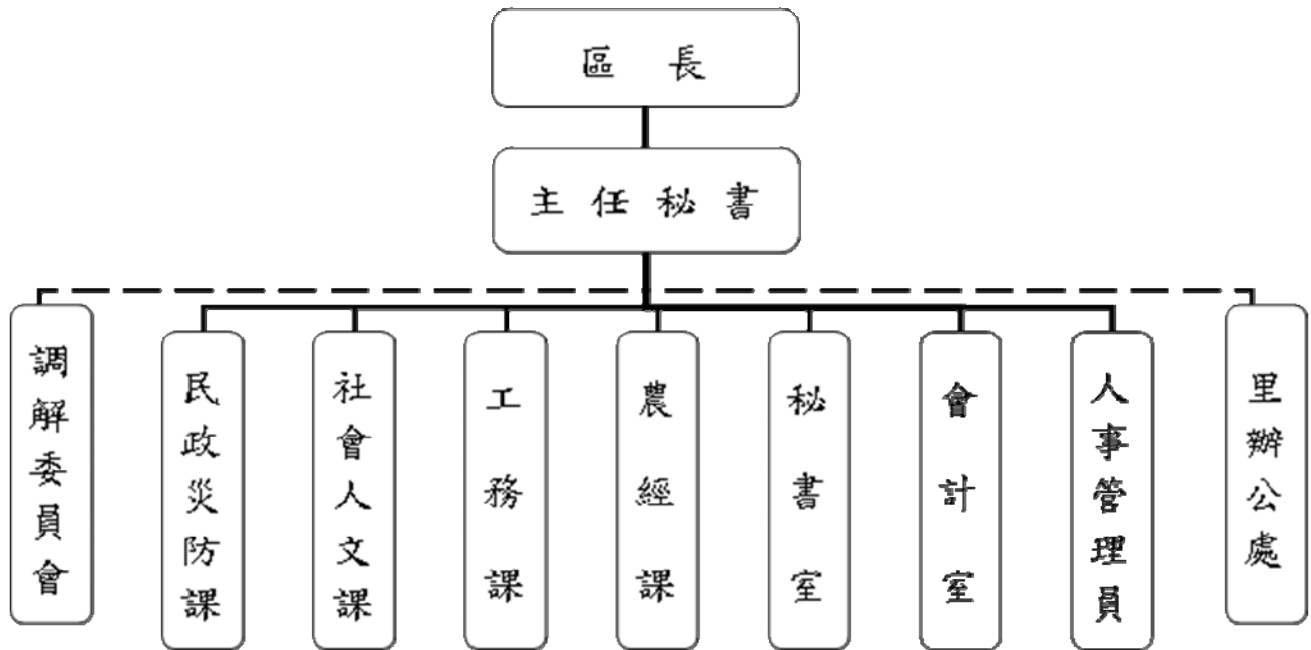 區長
主任秘書
調解委員會
民政災防課
社會人文課
工務課
農經課
秘書室
會計室
人事管理員
里辦公處